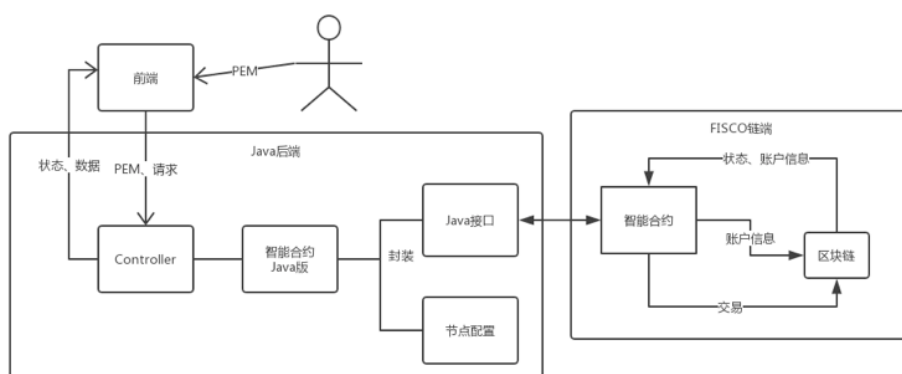 前端
PEM
FISCO链端
Java后端
状态、数据
PEM、请求
状态、账户信息
Java接口
智能合约
账户信息
Controller
智能合约
Java版
封装
区块链
交易
节点配置